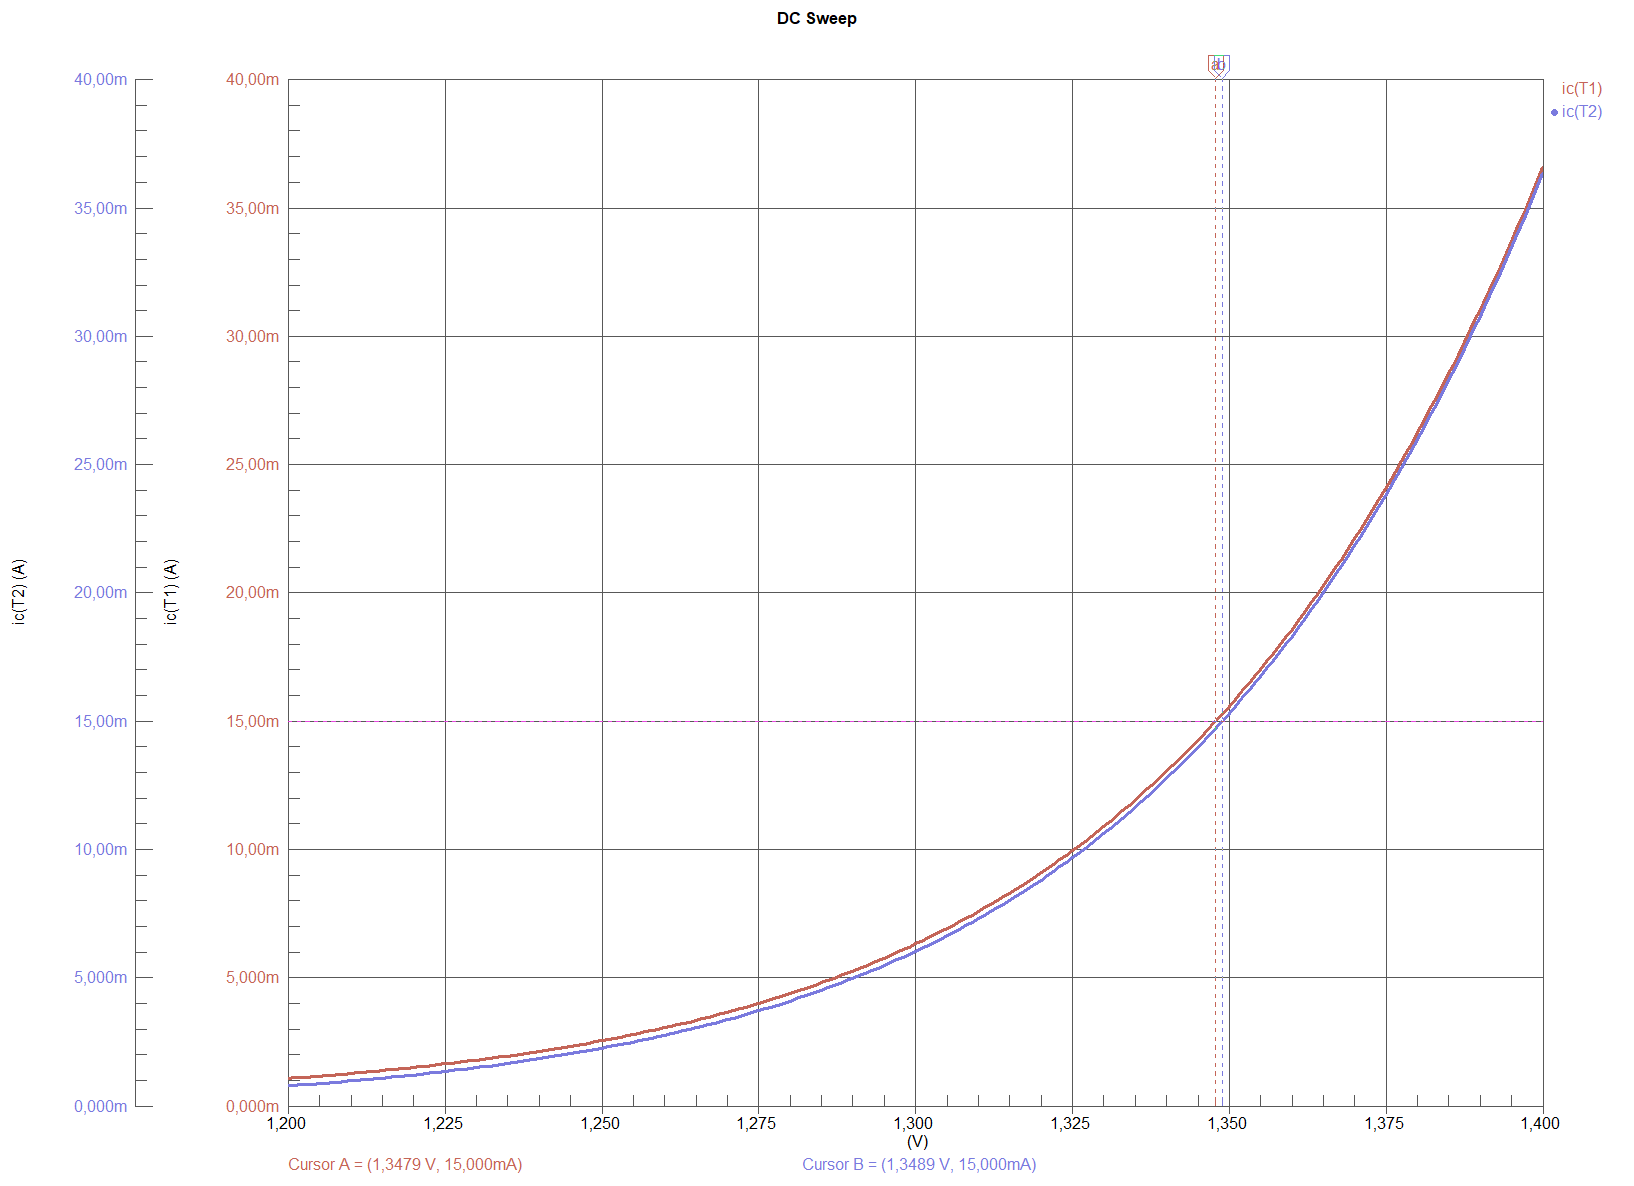 DC Sweep
ab
40,00m
35,00m
30,00m
25,00m
20,00m
15,00m
10,00m
5,000m
0,000m
ic(T2) (A)
40,00m
35,00m
30,00m
25,00m
20,00m
15,00m
10,00m
5,000m
0,000m
ic(T1) (A)
ic(T1)
ic(T2)
1,200 1,225 1,250 1,275 1,300 1,325 1,350 1,375 1,400
(V)
Cursor A = (1,3479 V, 15,000mA) Cursor B = (1,3489 V, 15,000mA)